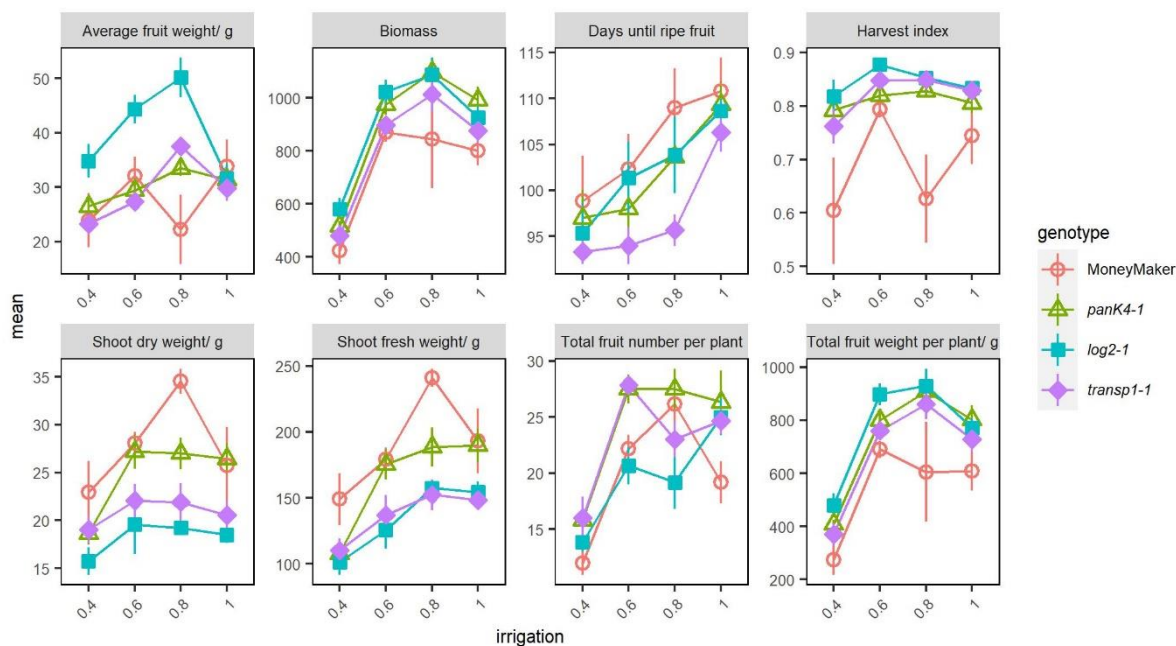 Average fruit weight/ g
Biomass
Days until ripe fruit
Harvest index
50
40
30
20
1000
800
600
400
115
110
105
100
95
0.9
0.8
0.7
0.6
0.5
0.4 0.6 0.8 1
0.4 0.6 0.8 1
0.4 0.6 0.8 1
0.4 0.6 0.8 1
mean
Shoot dry weight/ g
Shoot fresh weight/ g
Total fruit number per plant
Total fruit weight per plant/ g
35
30
25
20
15
250
200
150
100
30
25
20
15
1000
800
600
400
200
0.4 0.6 0.8 1
0.4 0.6 0.8 1
0.4 0.6 0.8 1
0.4 0.6 0.8 1
irrigation
genotype
MoneyMaker
panK4-1
log2-1
transp1-1